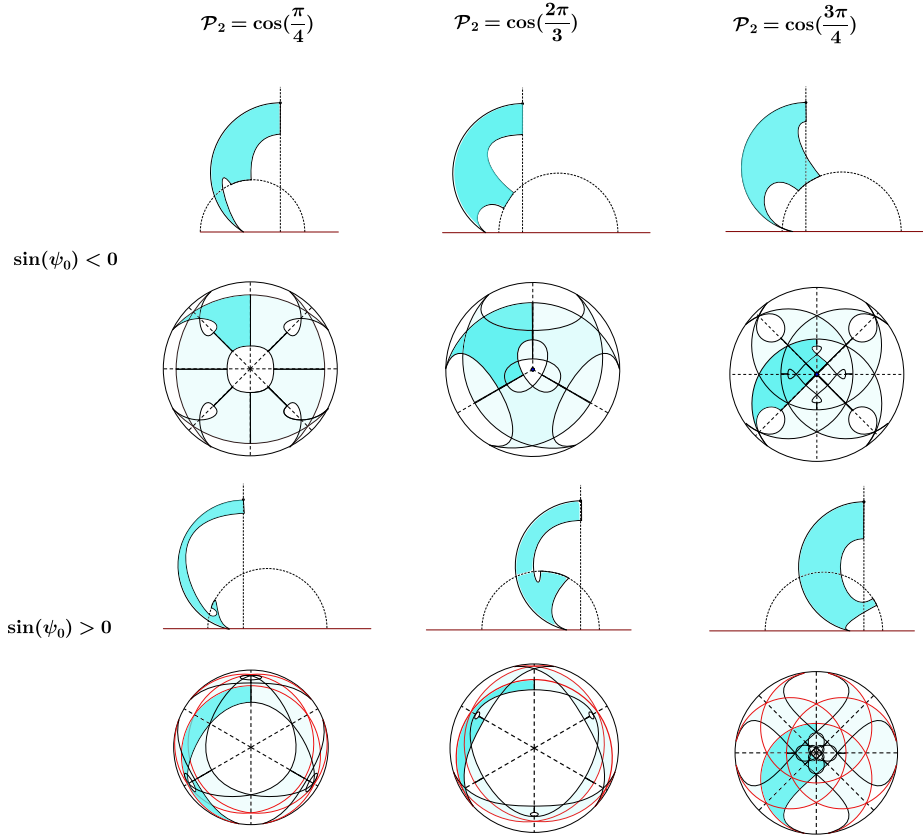 𝒫₂ = cos(π/4) 𝒫₂ = cos(2π/3) 𝒫₂ = cos(3π/4)
sin(ψ₀) < 0
sin(ψ₀) > 0